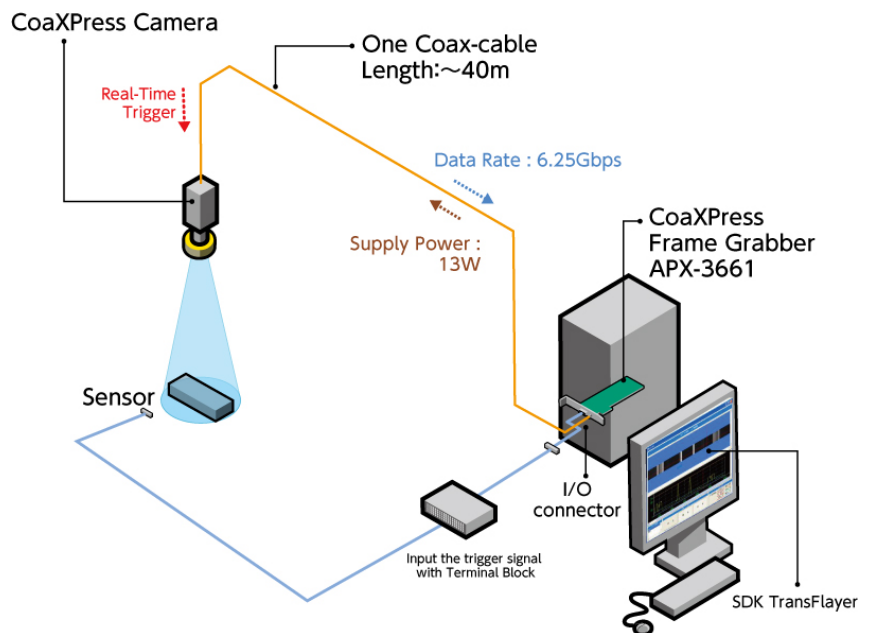 CoaXPress Camera
One Coax-cable
Length:～40m
Real-Time
Trigger
Data Rate : 6.25Gbps
Supply Power :
13W
CoaXPress
Frame Grabber
APX-3661
Sensor
I/O
connector
Input the trigger signal
with Terminal Block
SDK TransFlayer